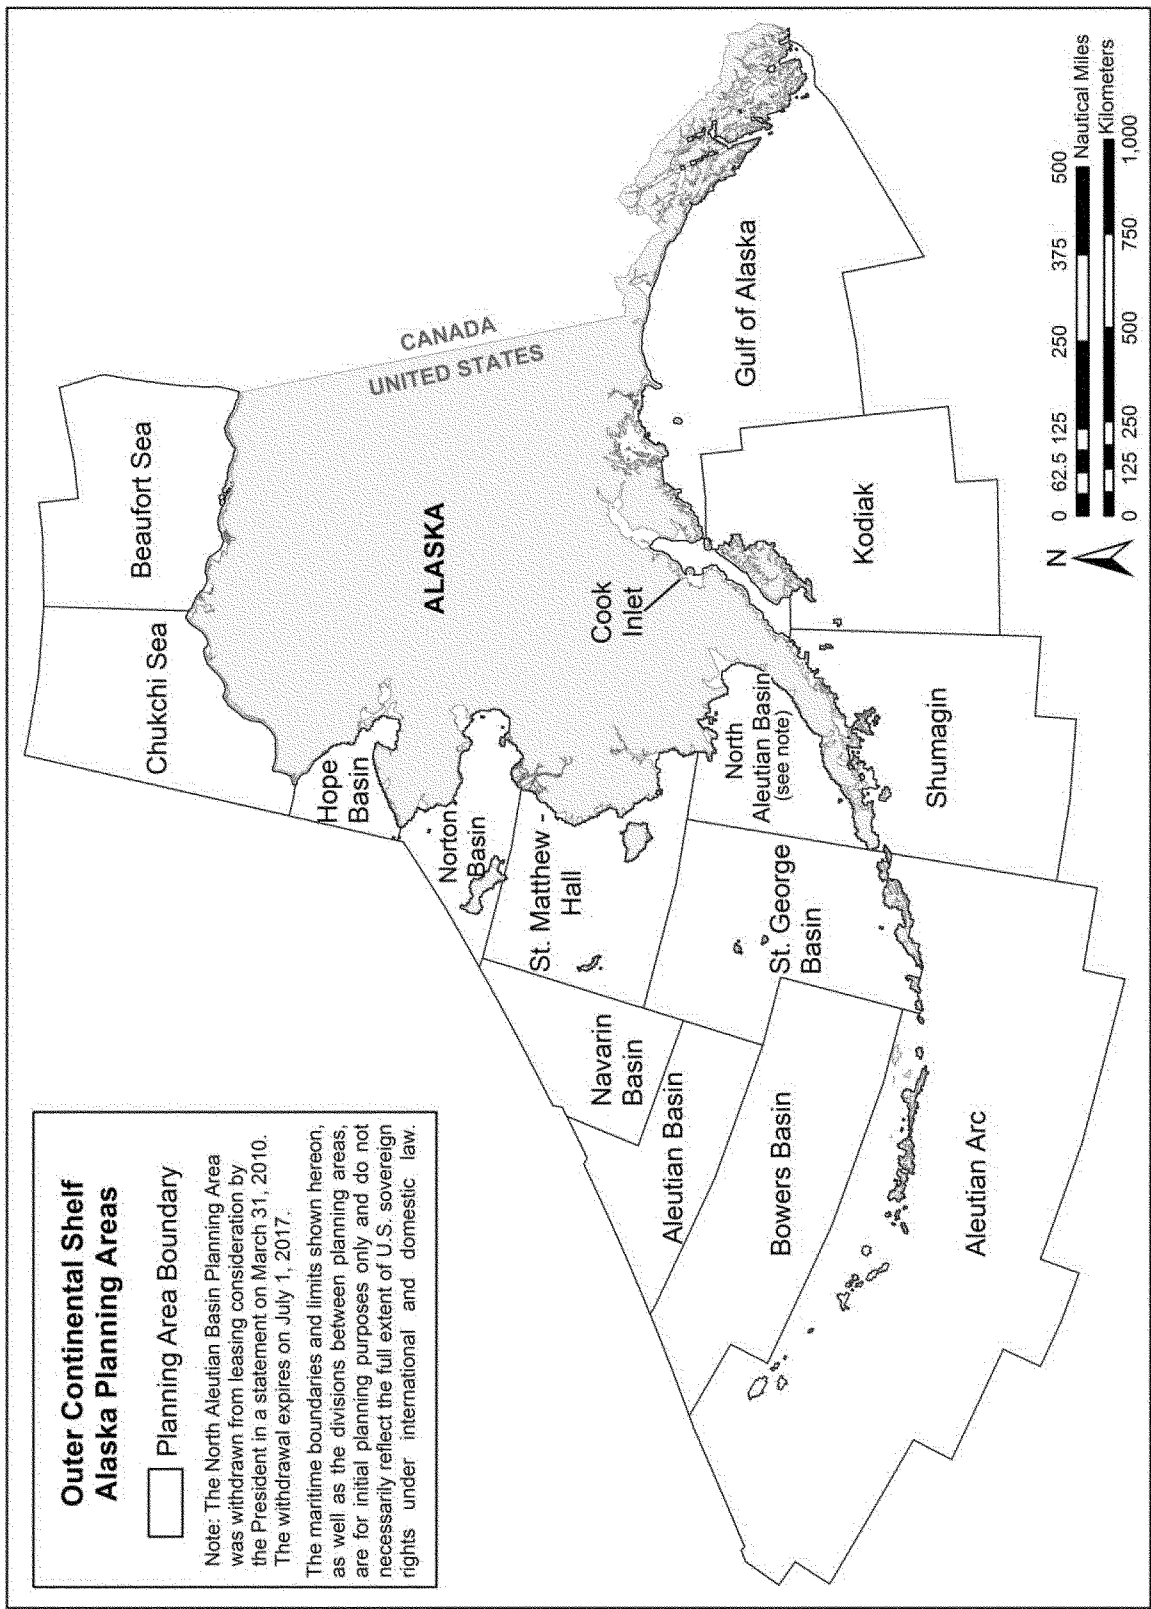 Outer Continental Shelf
Alaska Planning Areas
Planning Area Boundary
Note: The North Aleutian Basin Planning Area
was withdrawn from leasing consideration by
the President in a statement on March 31, 2010.
The withdrawal expires on July 1, 2017.
The maritime boundaries and limits shown hereon,
as well as the divisions between planning areas,
are for initial planning purposes only and do not
necessarily reflect the full extent of U.S. sovereign
rights under international and domestic law.
Chukchi Sea
Beaufort Sea
Hope
Basin
CANADA
UNITED STATES
ALASKA
Norton
Basin
St. Matthew -
Hall
Navarin
Basin
Cook
Inlet
Aleutian Basin
North
Aleutian Basin
(see note)
St. George
Basin
Bowers Basin
Gulf of Alaska
Kodiak
Shumagin
Aleutian Arc
N
0 62.5 125 250 375 500
Nautical Miles
Kilometers
0 125 250 500 750 1,000